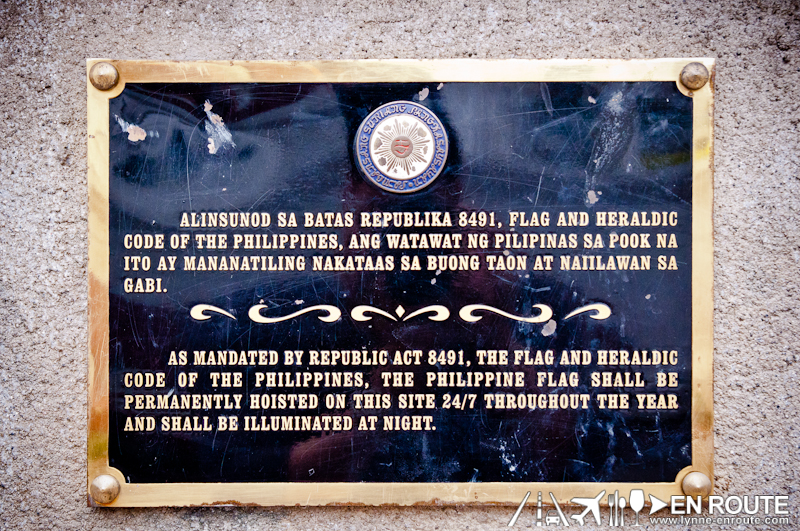 ALINSUNOD SA BATAS REPUBLIKA 8491, FLAG AND HERALDIC
CODE OF THE PHILIPPINES, ANG WATAWAT NG PILIPINAS SA POOK NA
ITO AY MANANATILING NAKATAAS SA BUONG TAON AT NAIILAWAN SA
GABI.
AS MANDATED BY REPUBLIC ACT 8491, THE FLAG AND HERALDIC
CODE OF THE PHILIPPINES, THE PHILIPPINE FLAG SHALL BE
PERMANENTLY HOISTED ON THIS SITE 24/7 THROUGHOUT THE YEAR
AND SHALL BE ILLUMINATED AT NIGHT.
EN ROUTE
www.lynne-enroute.com